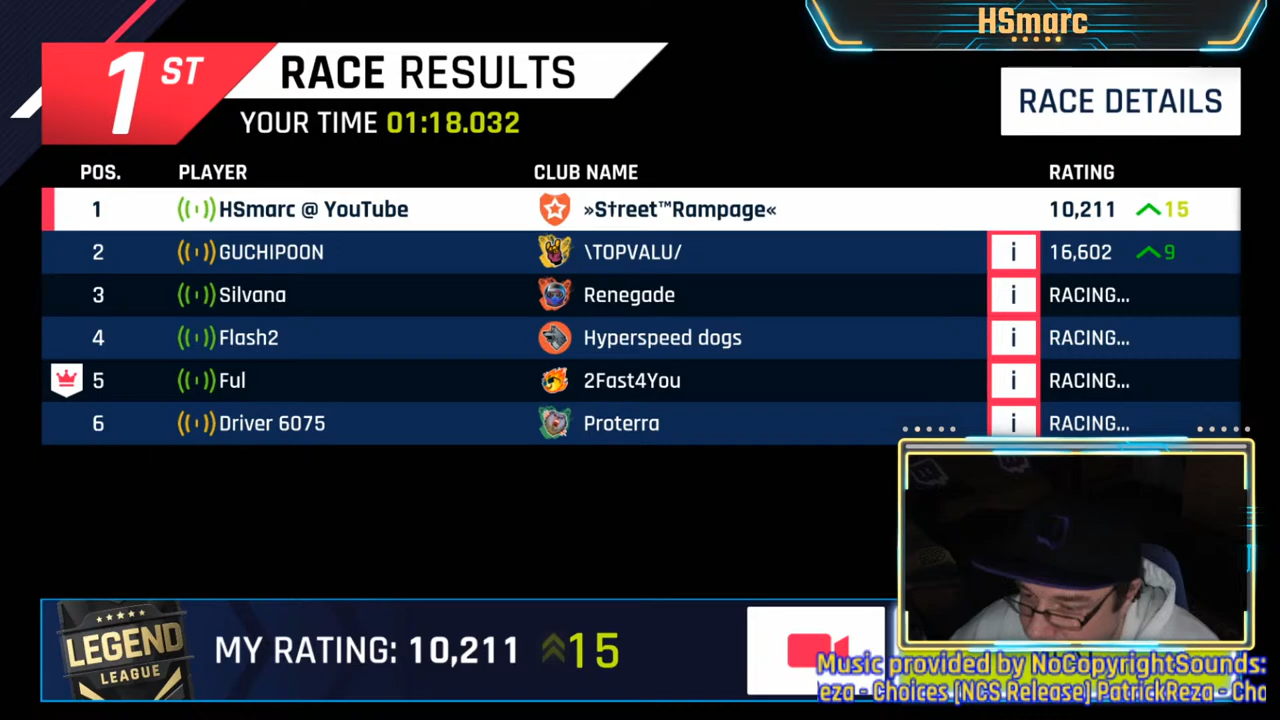 HSmarc
1 ST
RACE RESULTS
YOUR TIME 01:18.032
RACE DETAILS
POS. PLAYER CLUB NAME RATING
1 HSmarc @ YouTube »S†reet™Rampage« 10,211 15
2 GUCHIPOON \TOPVALU/ i 16,602 9
3 Silvana Renegade i RACING...
4 Flash2 Hyperspeed dogs i RACING...
5 Ful 2Fast4You i RACING...
6 Driver 6075 Proterra i RACING...
LEGEND
LEAGUE
MY RATING: 10,211 15
Music provided by NoCopyrightSounds:
eza - Choices [NCS Release] PatrickReza - Cho